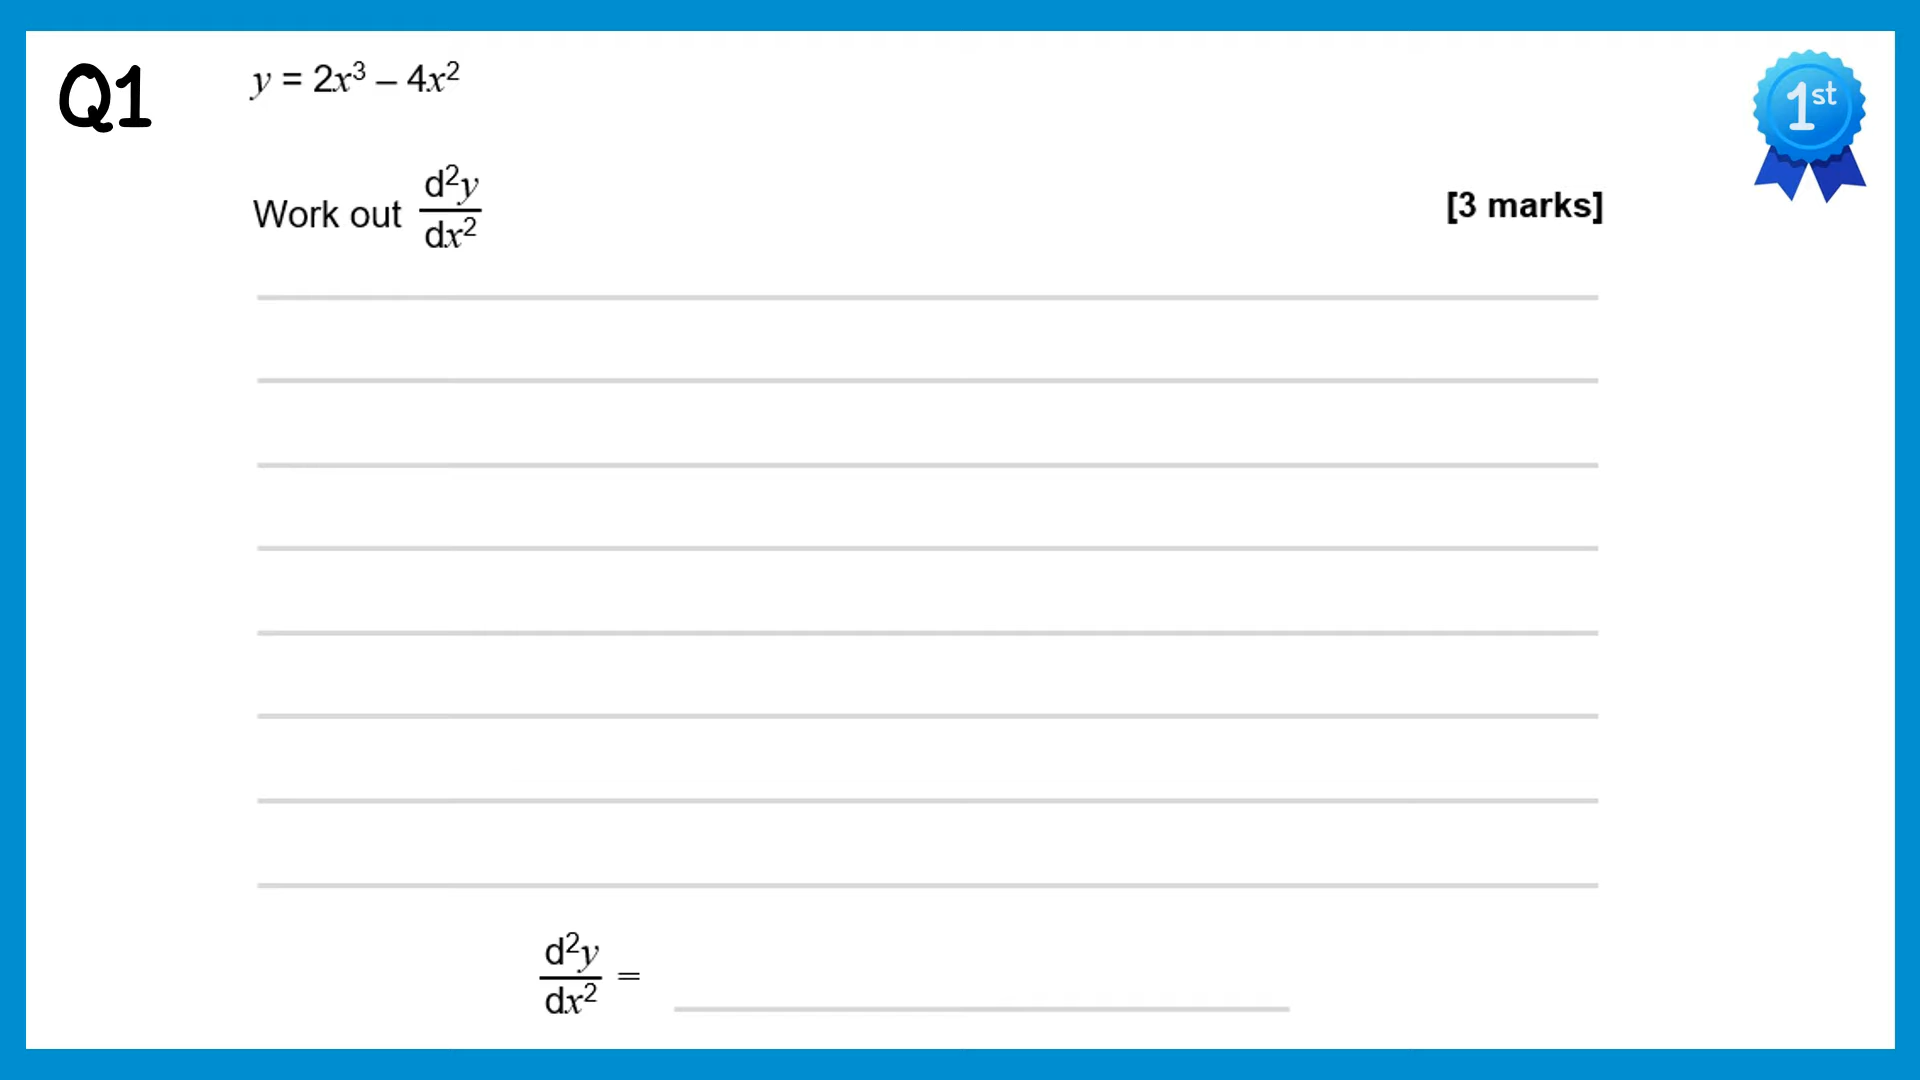 Q1
y = 2x³ – 4x²
1st
Work out d²y/dx²
[3 marks]
d²y/dx² =